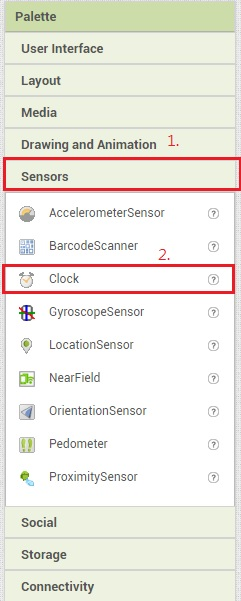 Palette
User Interface
Layout
Media
Drawing and Animation 1.
Sensors
AccelerometerSensor ?
BarcodeScanner ?
2.
Clock ?
GyroscopeSensor ?
LocationSensor ?
NearField ?
OrientationSensor ?
Pedometer ?
ProximitySensor ?
Social
Storage
Connectivity